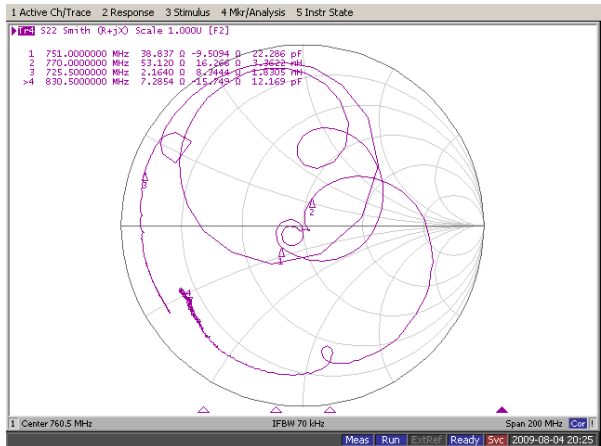 1 Active Ch/Trace 2 Response 3 Stimulus 4 Mkr/Analysis 5 Instr State
Tr4 S22 Smith (R+jX) Scale 1.000U [F2]
1 751.0000000 MHz 38.837 Ω -9.5094 Ω 22.286 pF
2 770.0000000 MHz 53.120 Ω 16.266 Ω 3.3622 nH
3 725.5000000 MHz 2.1640 Ω 8.3444 Ω 1.8305 nH
>4 830.5000000 MHz 7.2854 Ω -15.749 Ω 12.169 pF
3
2
1
4
1 Center 760.5 MHz IFBW 70 kHz Span 200 MHz Cor !
Meas Run ExtRef Ready Svc 2009-08-04 20:25